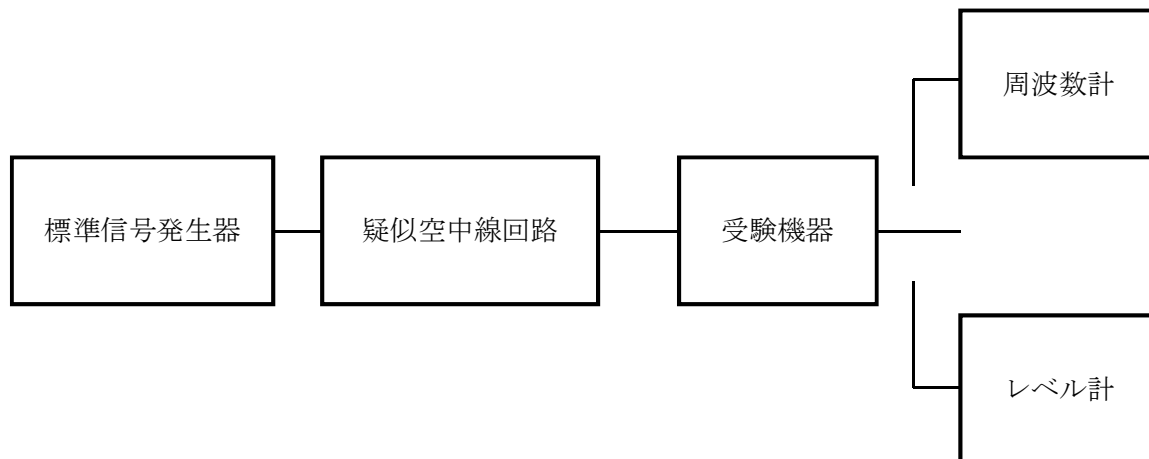 周波数計
標準信号発生器
疑似空中線回路
受験機器
レベル計